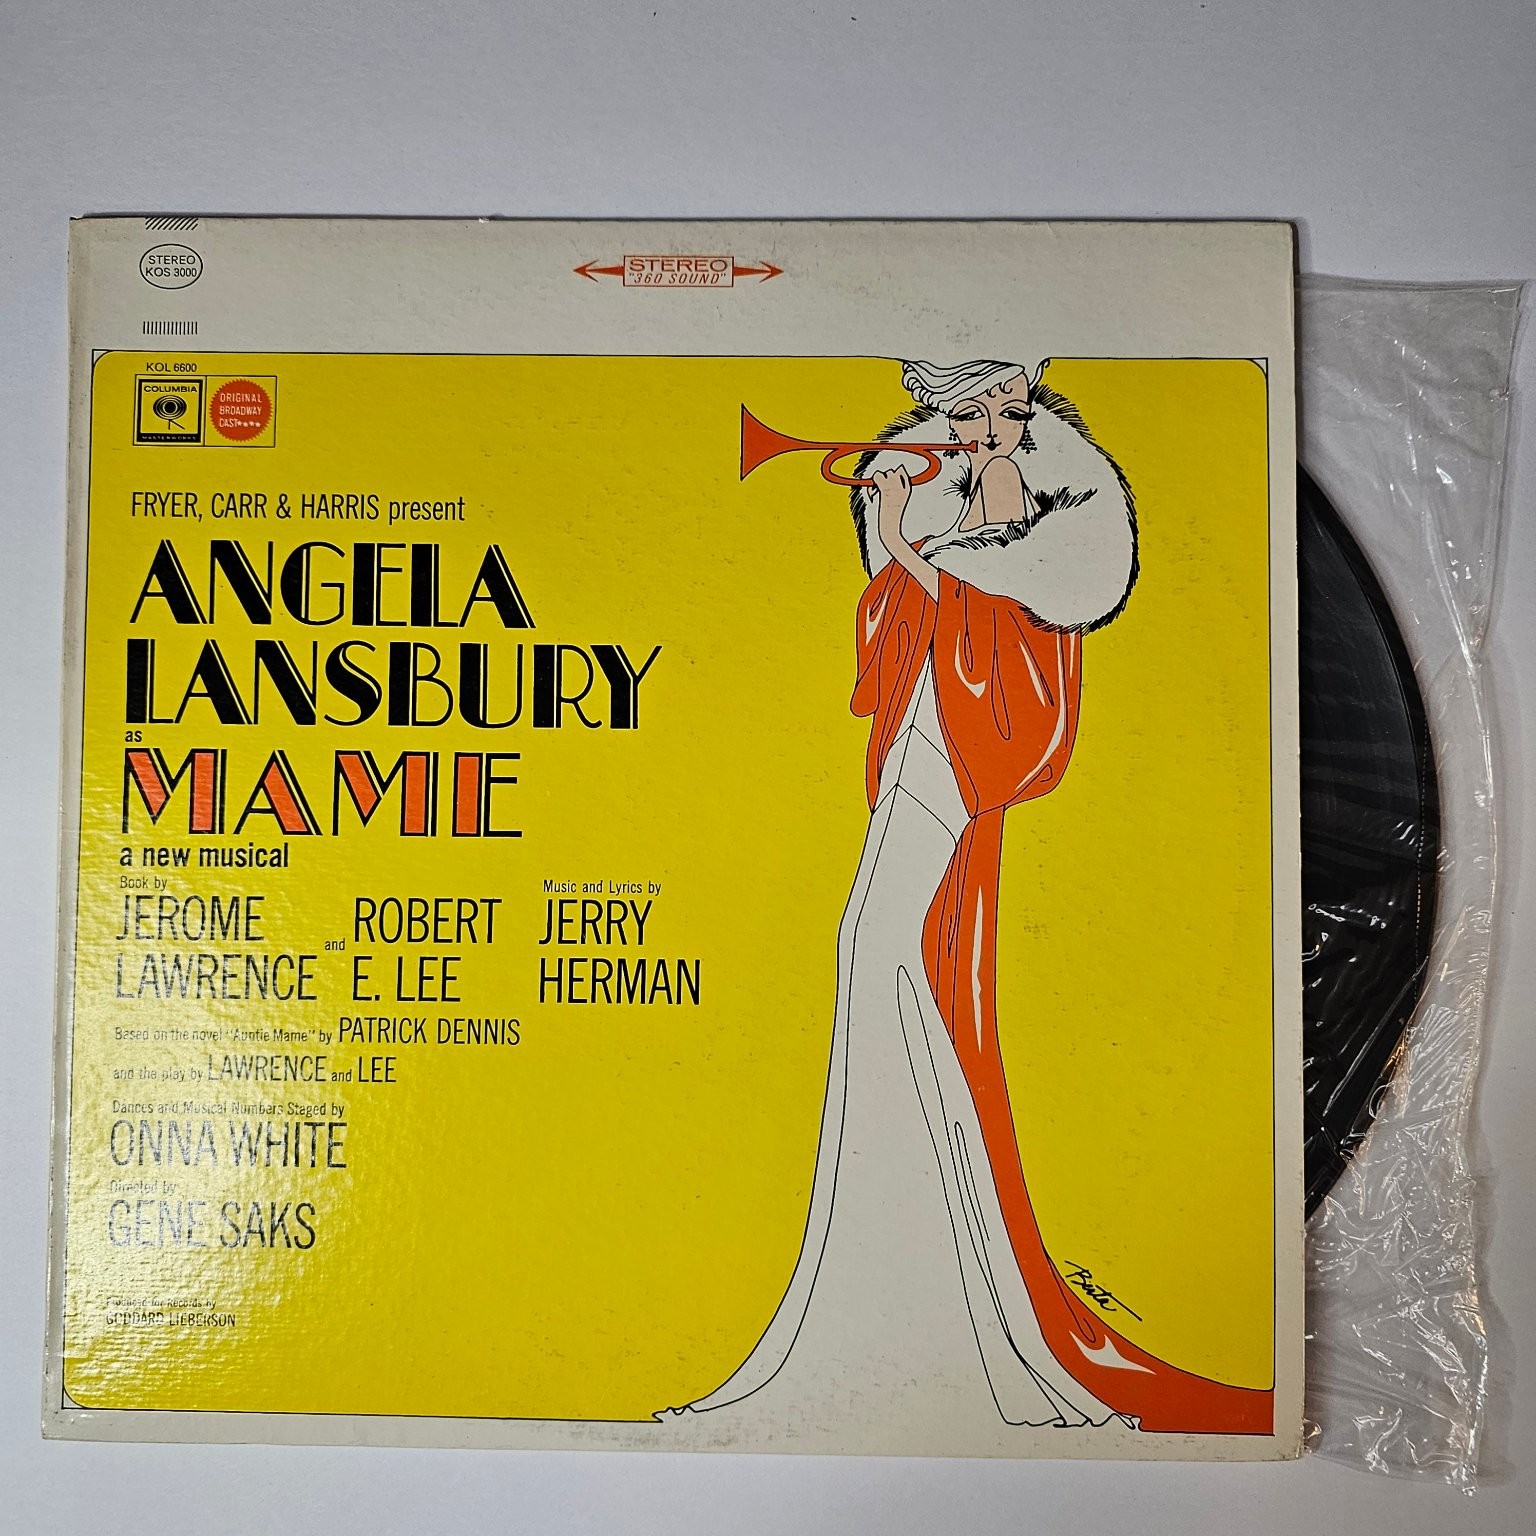 STEREO
KOS 3000
STEREO
"360 SOUND"
KOL 6600
COLUMBIA
MASTERWORKS
ORIGINAL
BROADWAY
CAST****
FRYER, CARR & HARRIS present
ANGELA
LANSBURY
as
MAME
a new musical
Book by
JEROME
LAWRENCE
and
ROBERT
E. LEE
Music and Lyrics by
JERRY
HERMAN
Based on the novel "Auntie Mame" by PATRICK DENNIS
and the play by LAWRENCE and LEE
Dances and Musical Numbers Staged by
ONNA WHITE
Directed by
GENE SAKS
Produced for Records by
GODDARD LIEBERSON
Berta